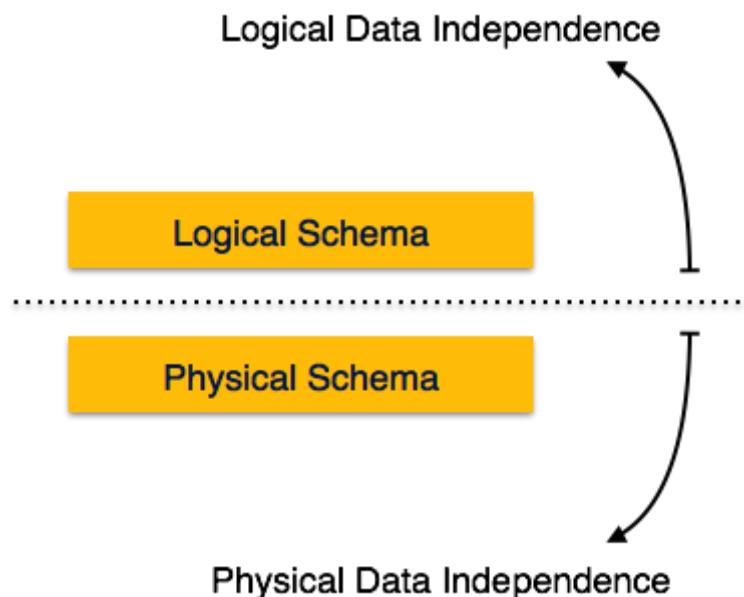 Logical Data Independence
Logical Schema
Physical Schema
Physical Data Independence